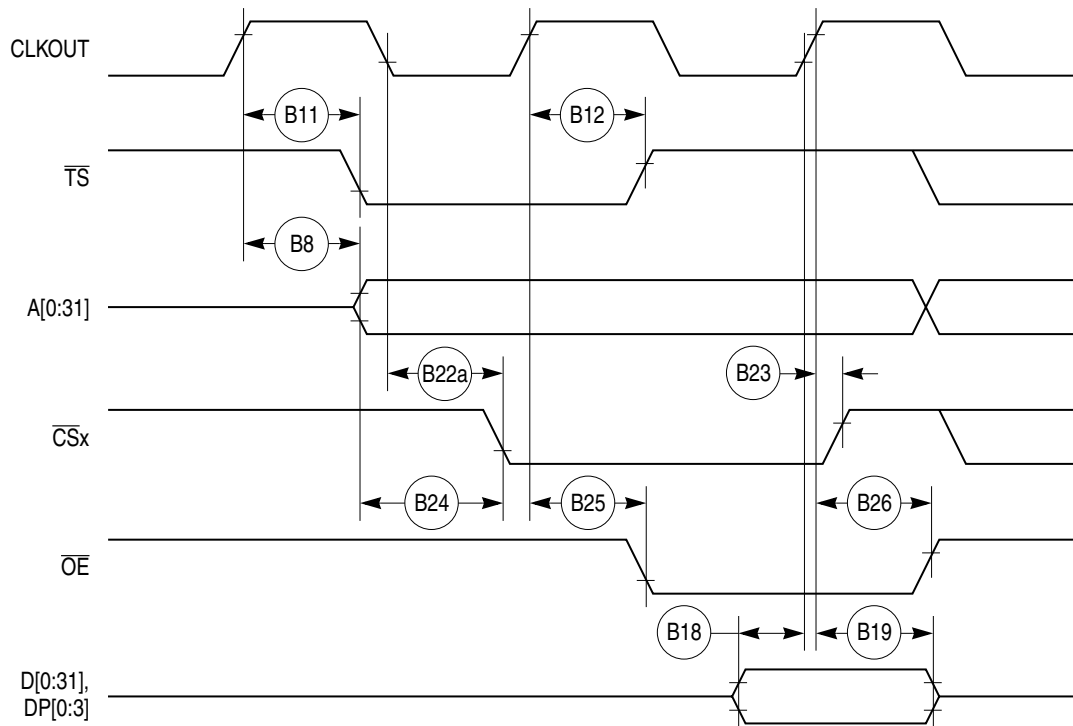 CLKOUT
B11
B12
TS
B8
A[0:31]
B22a
B23
CSx
B24
B25
B26
OE
B18
B19
D[0:31],
DP[0:3]